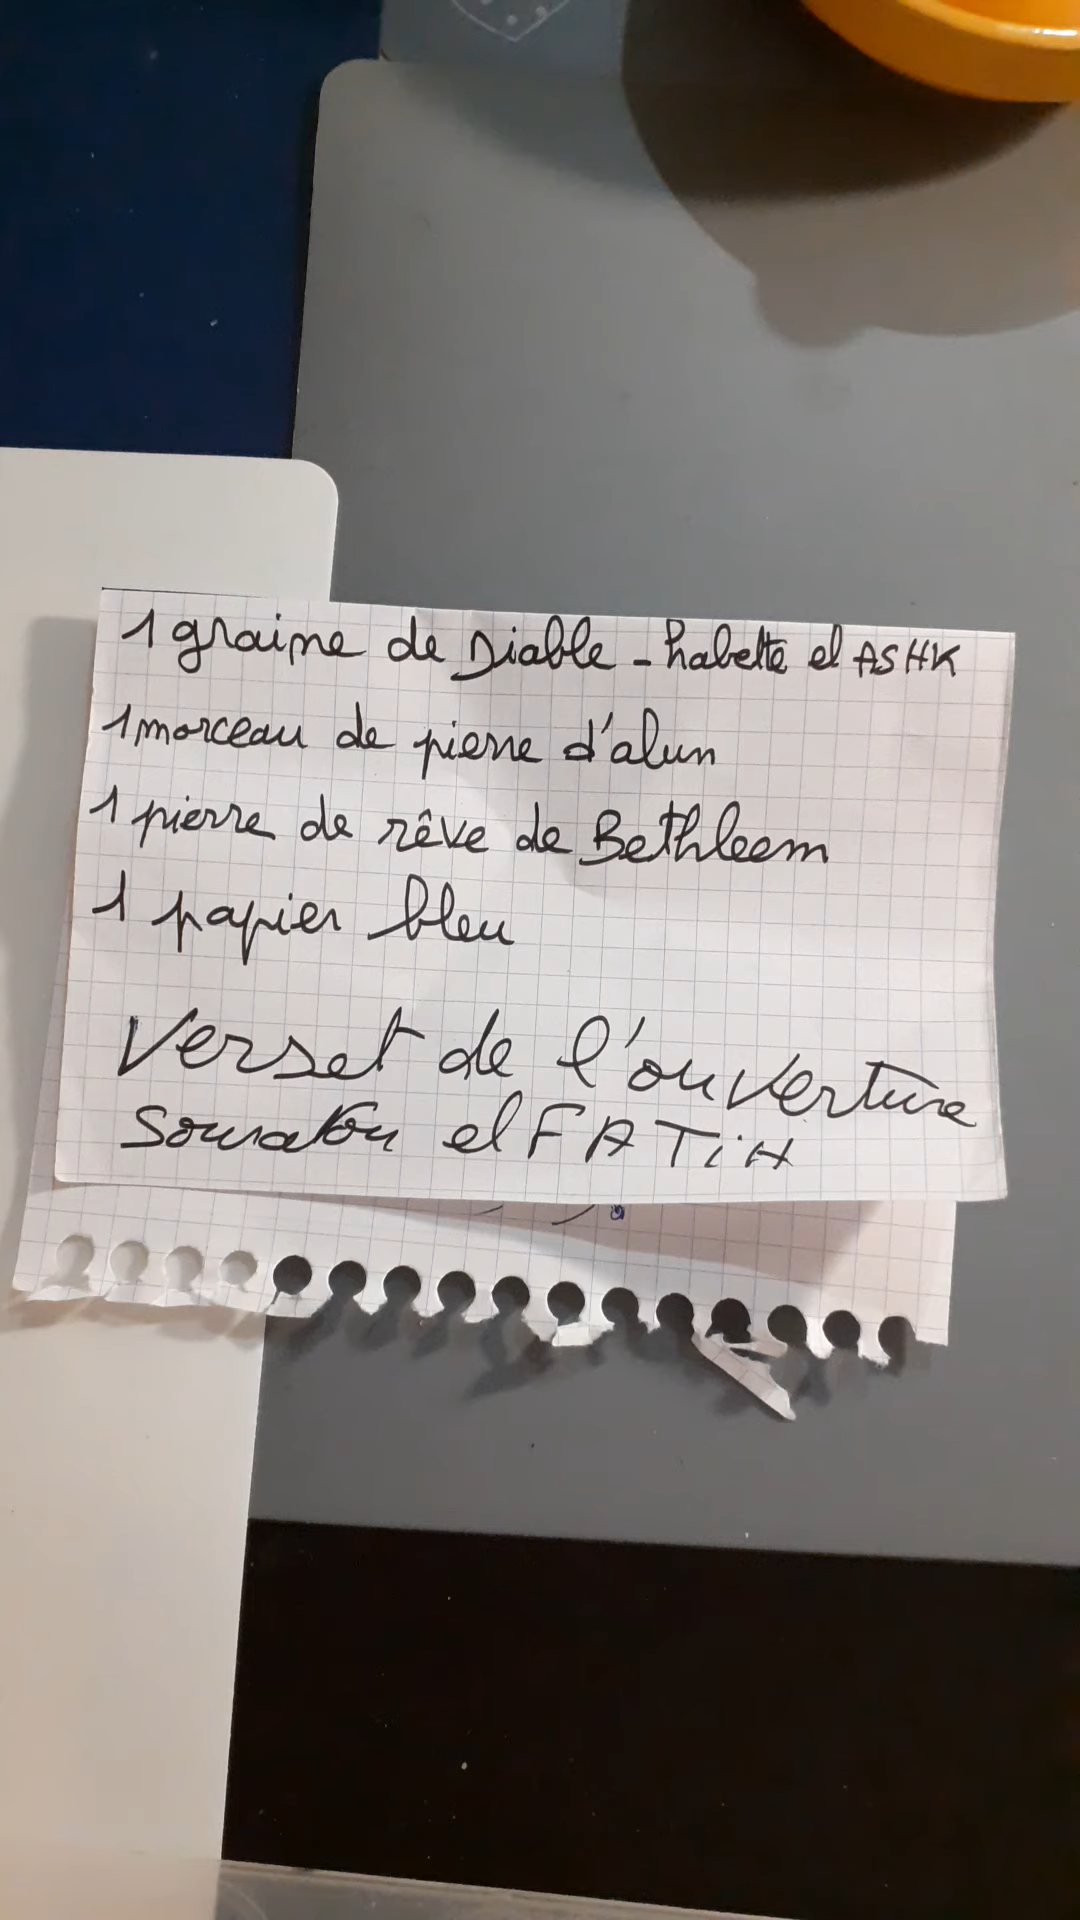 1 graine de Diable - habette el ASHK
1 morceau de pierre d'alun
1 pierre de rêve de Bethleem
1 papier bleu
Verset de l'ouverture
Souratou el FATiH